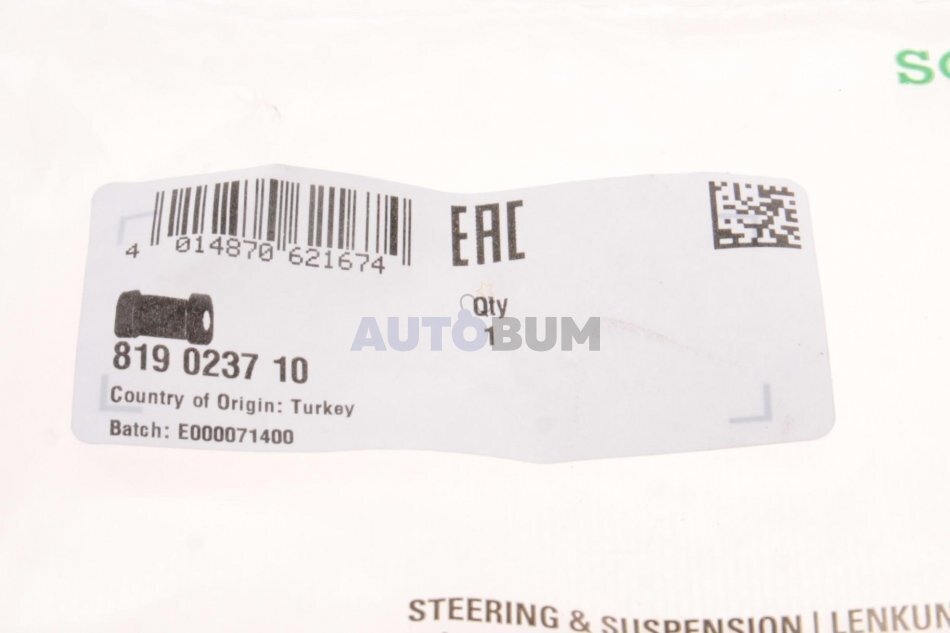 SC
4 014870 621674
EAC
Qty
1
AUTOBUM
819 0237 10
Country of Origin: Turkey
Batch: E000071400
STEERING & SUSPENSION | LENKUN